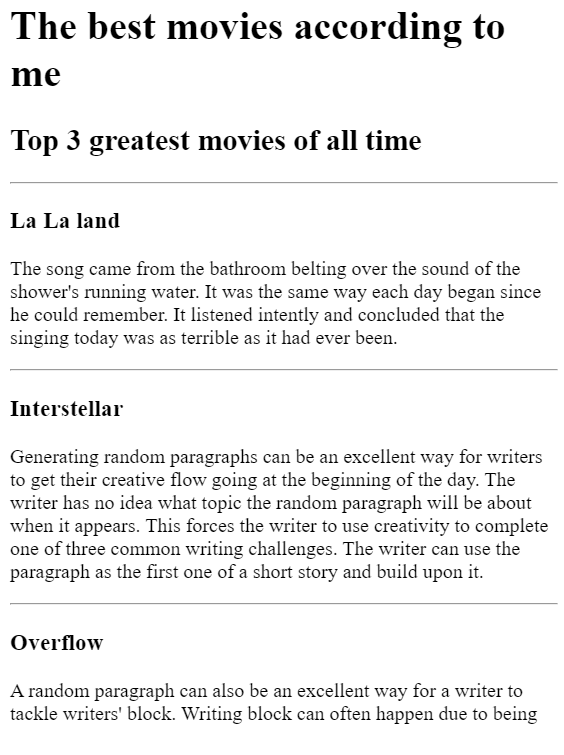 The best movies according to
me
Top 3 greatest movies of all time
La La land
The song came from the bathroom belting over the sound of the
shower's running water. It was the same way each day began since
he could remember. It listened intently and concluded that the
singing today was as terrible as it had ever been.
Interstellar
Generating random paragraphs can be an excellent way for writers
to get their creative flow going at the beginning of the day. The
writer has no idea what topic the random paragraph will be about
when it appears. This forces the writer to use creativity to complete
one of three common writing challenges. The writer can use the
paragraph as the first one of a short story and build upon it.
Overflow
A random paragraph can also be an excellent way for a writer to
tackle writers' block. Writing block can often happen due to being